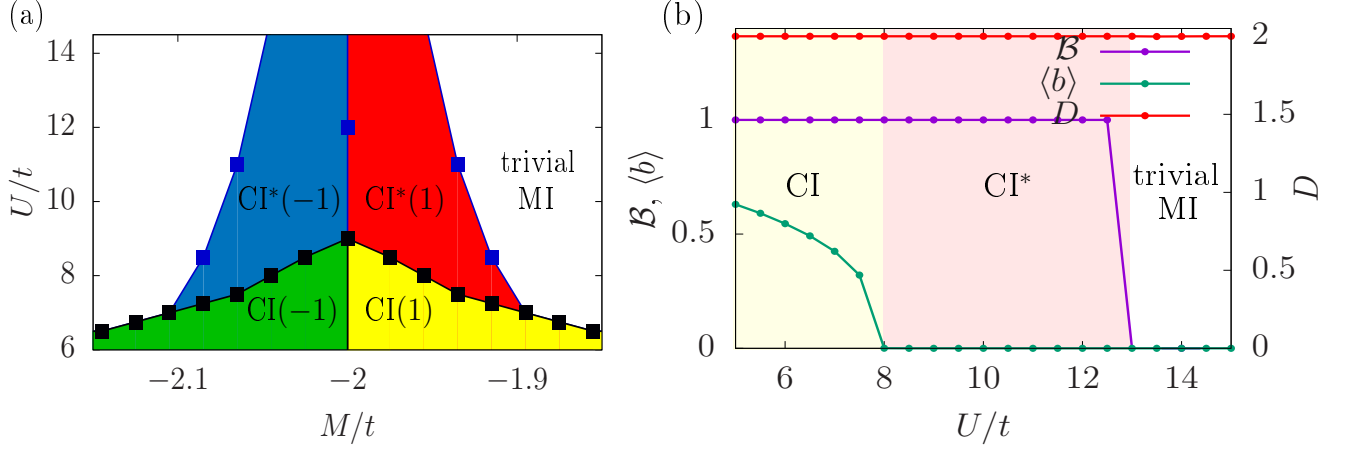 (a)
14
12
10
8
6
U/t
CI*(−1)
CI*(1)
trivial
MI
CI(−1)
CI(1)
−2.1
−2
−1.9
M/t
(b)
1
0.5
0
ℬ, ⟨b⟩
ℬ
⟨b⟩
D
CI
CI*
trivial
MI
2
1.5
1
0.5
0
D
6
8
10
12
14
U/t